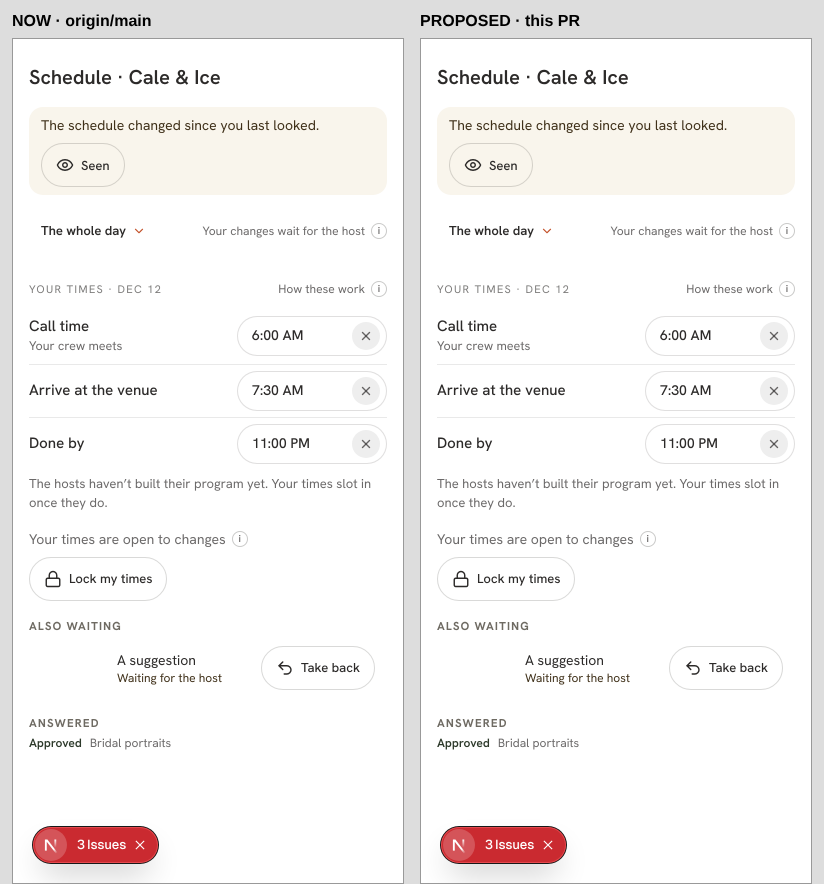 NOW · origin/main
Schedule · Cale & Ice
The schedule changed since you last looked.
Seen
The whole day
Your changes wait for the host i
YOUR TIMES · DEC 12
How these work i
Call time
Your crew meets
6:00 AM
Arrive at the venue
7:30 AM
Done by
11:00 PM
The hosts haven’t built their program yet. Your times slot in
once they do.
Your times are open to changes i
Lock my times
ALSO WAITING
A suggestion
Waiting for the host
Take back
ANSWERED
Approved Bridal portraits
N 3 Issues
PROPOSED · this PR
Schedule · Cale & Ice
The schedule changed since you last looked.
Seen
The whole day
Your changes wait for the host i
YOUR TIMES · DEC 12
How these work i
Call time
Your crew meets
6:00 AM
Arrive at the venue
7:30 AM
Done by
11:00 PM
The hosts haven’t built their program yet. Your times slot in
once they do.
Your times are open to changes i
Lock my times
ALSO WAITING
A suggestion
Waiting for the host
Take back
ANSWERED
Approved Bridal portraits
N 3 Issues